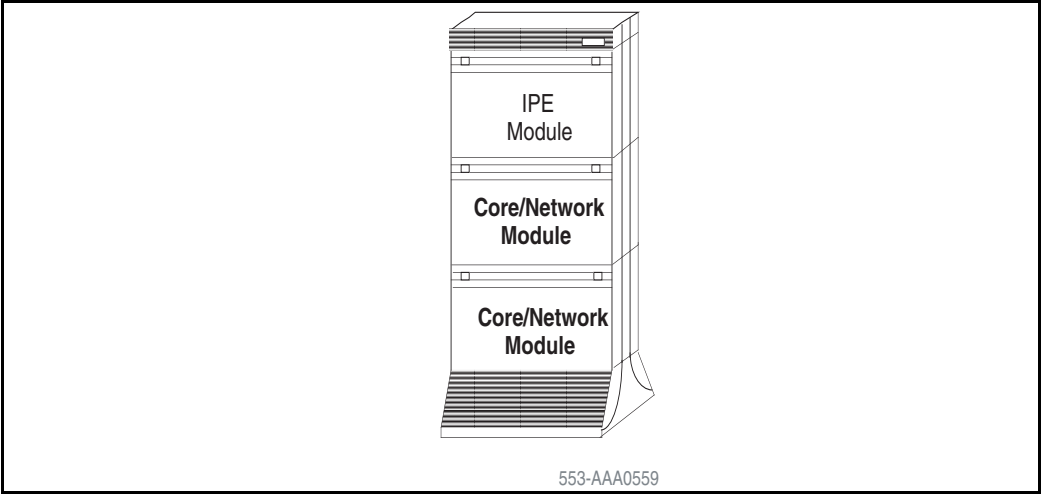 IPE
Module
Core/Network
Module
Core/Network
Module
553-AAA0559